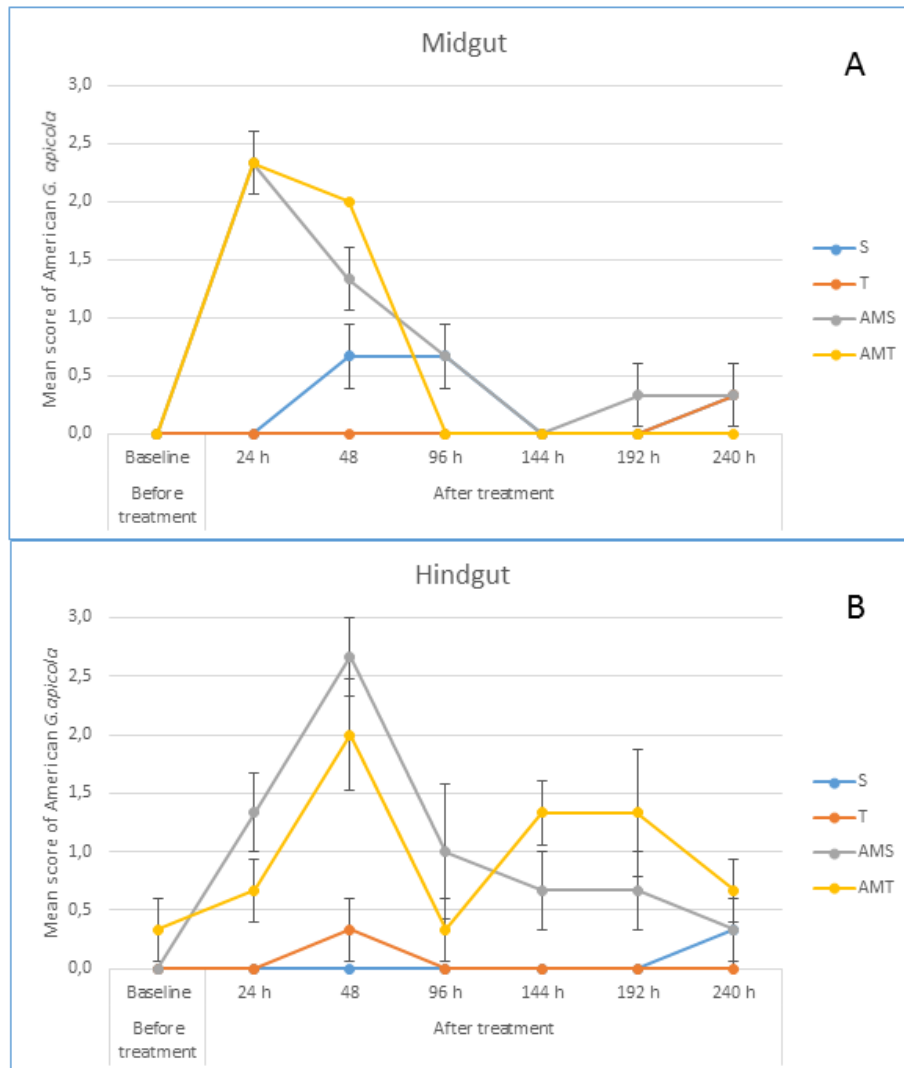 Midgut
A
Mean score of American G. apicola
3,0
2,5
2,0
1,5
1,0
0,5
0,0
Baseline 24 h 48 96 h 144 h 192 h 240 h
Before After treatment
treatment
S
T
AMS
AMT
Hindgut
B
Mean score of American G.apicola
3,0
2,5
2,0
1,5
1,0
0,5
0,0
Baseline 24 h 48 96 h 144 h 192 h 240 h
Before After treatment
treatment
S
T
AMS
AMT